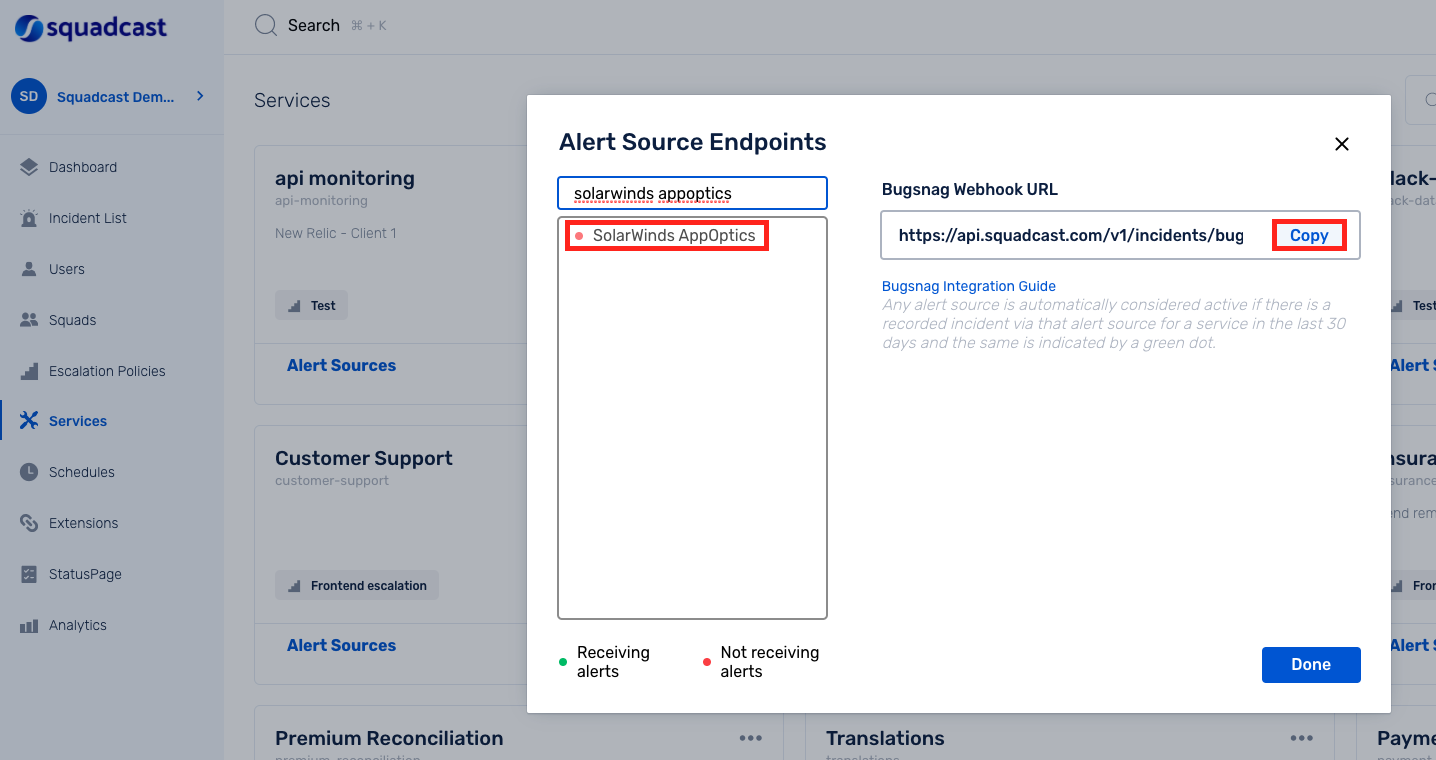 squadcast
Search ⌘ + K
SD Squadcast Dem...
Dashboard
Incident List
Users
Squads
Escalation Policies
Services
Schedules
Extensions
StatusPage
Analytics
Services
api monitoring
api-monitoring
New Relic - Client 1
Test
Alert Sources
Customer Support
customer-support
Frontend escalation
Alert Sources
Premium Reconciliation
premium-reconciliation
Translations
translations
Alert Source Endpoints
solarwinds appoptics
SolarWinds AppOptics
Receiving
alerts
Not receiving
alerts
Bugsnag Webhook URL
https://api.squadcast.com/v1/incidents/bug
Copy
Bugsnag Integration Guide
Any alert source is automatically considered active if there is a
recorded incident via that alert source for a service in the last 30
days and the same is indicated by a green dot.
Done
lack-
ack-dat
Test
Alert S
nsura
surance
end rem
Fron
Alert S
Payme
payment